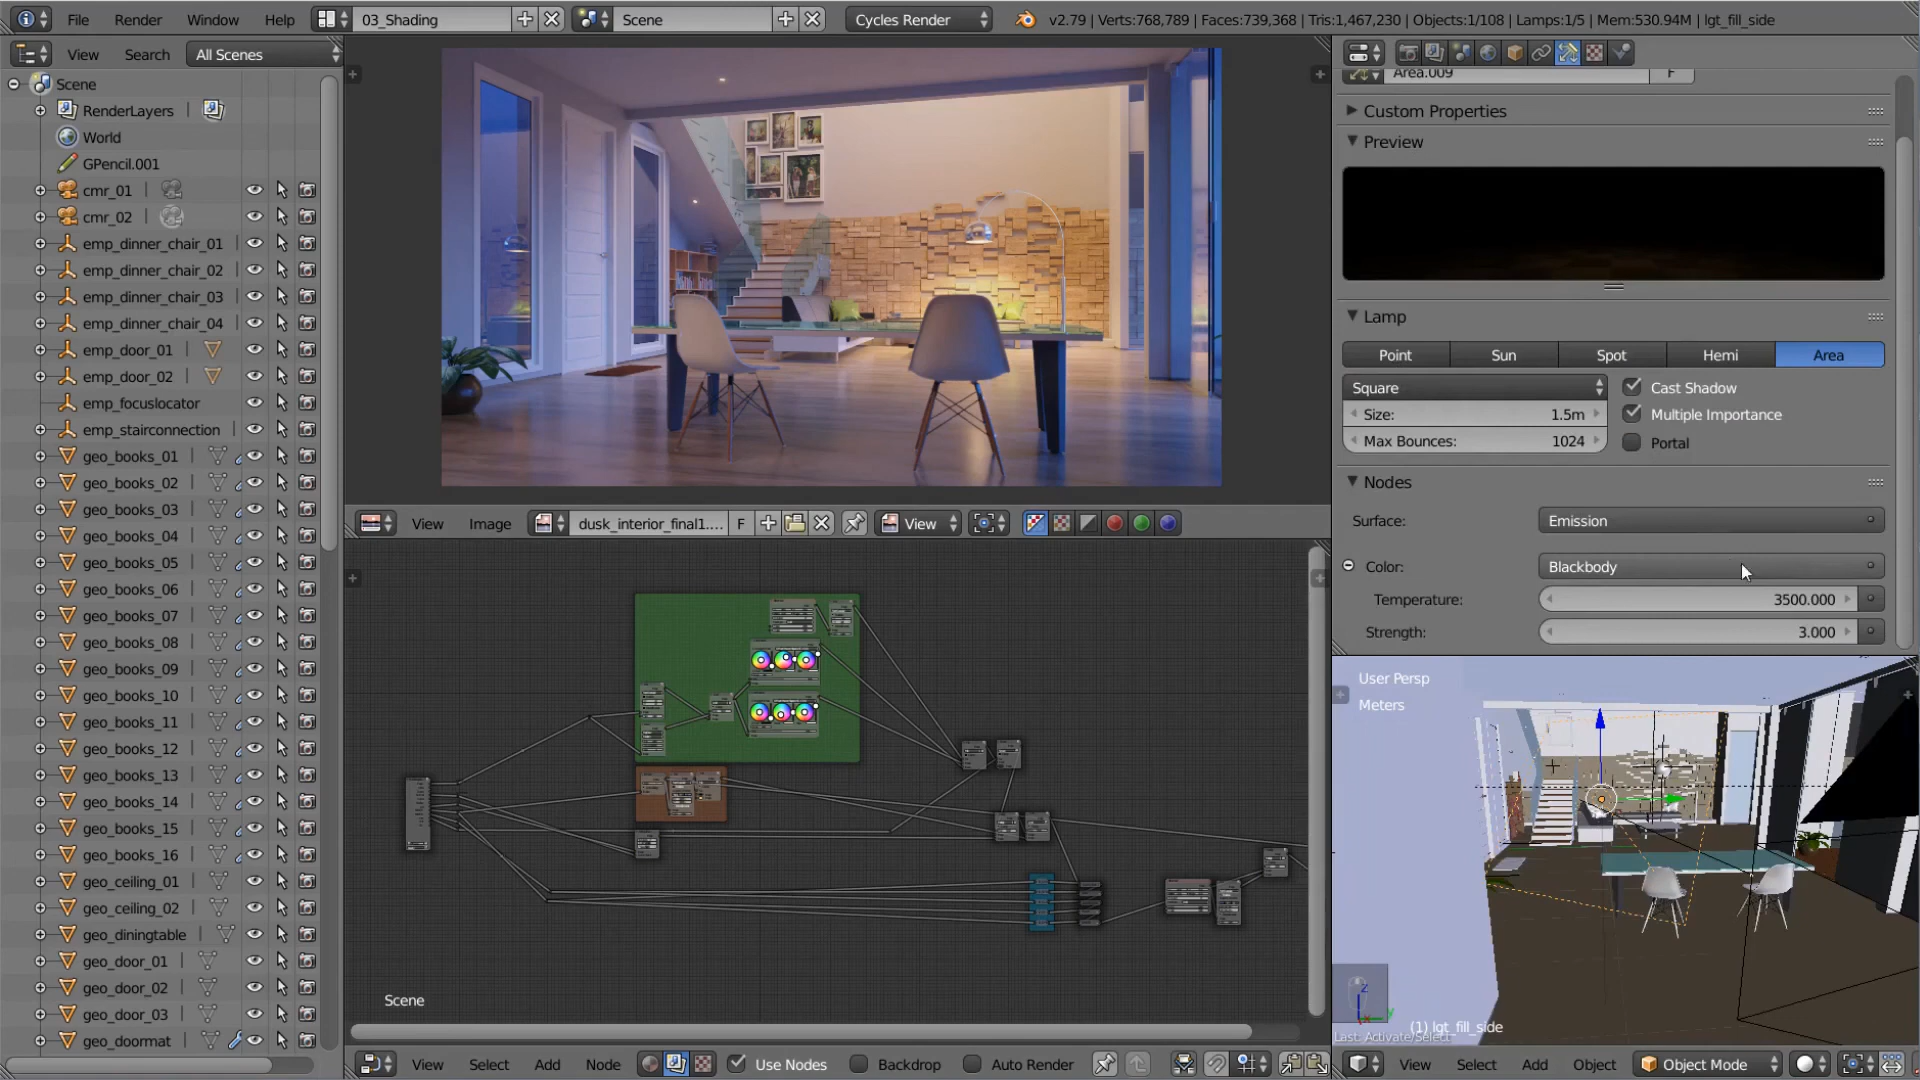 File Render Window Help 03_Shading Scene Cycles Render v2.79 | Verts:768,789 | Faces:739,368 | Tris:1,467,230 | Objects:1/108 | Lamps:1/5 | Mem:530.94M | lgt_fill_side
View Search All Scenes
Scene
RenderLayers
World
GPencil.001
cmr_01
cmr_02
emp_dinner_chair_01
emp_dinner_chair_02
emp_dinner_chair_03
emp_dinner_chair_04
emp_door_01
emp_door_02
emp_focuslocator
emp_stairconnection
geo_books_01
geo_books_02
geo_books_03
geo_books_04
geo_books_05
geo_books_06
geo_books_07
geo_books_08
geo_books_09
geo_books_10
geo_books_11
geo_books_12
geo_books_13
geo_books_14
geo_books_15
geo_books_16
geo_ceiling_01
geo_ceiling_02
geo_diningtable
geo_door_01
geo_door_02
geo_door_03
geo_doormat
View Image dusk_interior_final1.... F View
Scene
View Select Add Node Use Nodes Backdrop Auto Render
Area.009 F
Custom Properties
Preview
Lamp
Point Sun Spot Hemi Area
Square Cast Shadow
Size: 1.5m Multiple Importance
Max Bounces: 1024 Portal
Nodes
Surface: Emission
Color: Blackbody
Temperature: 3500.000
Strength: 3.000
User Persp
Meters
(1) lgt_fill_side
Last: Activate/Select
View Select Add Object Object Mode